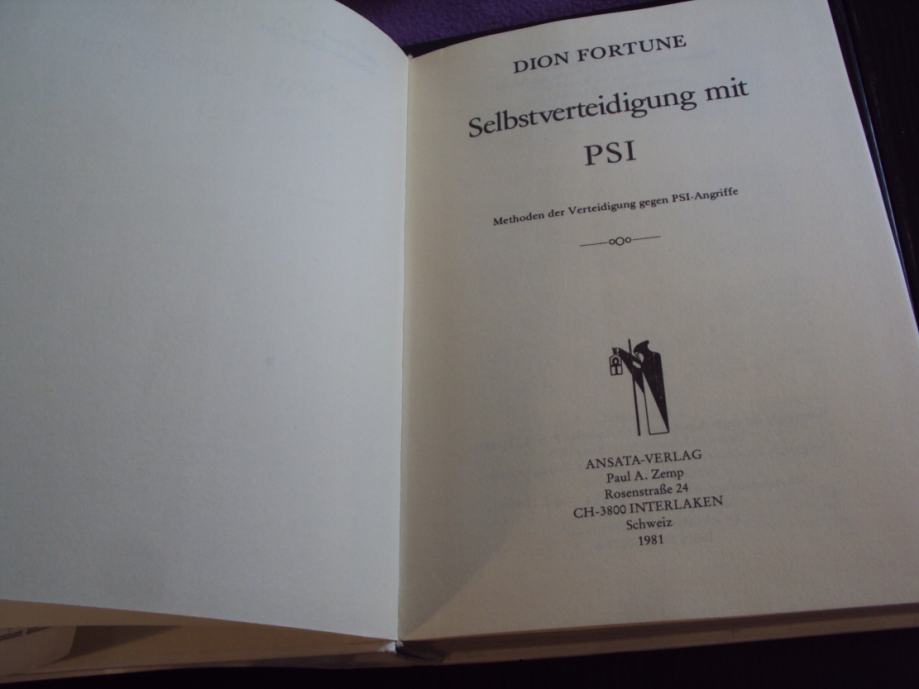 DION FORTUNE
Selbstverteidigung mit
PSI
Methoden der Verteidigung gegen PSI-Angriffe
ANSATA-VERLAG
Paul A. Zemp
Rosenstraße 24
CH-3800 INTERLAKEN
Schweiz
1981